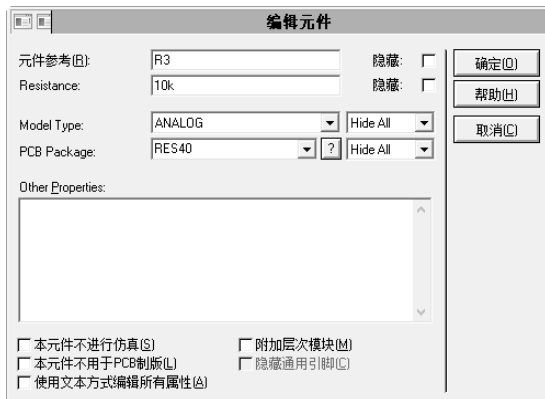 编辑元件
元件参考(R): R3 隐藏: 确定(O)
Resistance: 10k 隐藏: 帮助(H)
Model Type: ANALOG Hide All 取消(C)
PCB Package: RES40 ? Hide All
Other Properties:
本元件不进行仿真(S) 附加层次模块(M)
本元件不用于PCB制版(L) 隐藏通用引脚(C)
使用文本方式编辑所有属性(A)